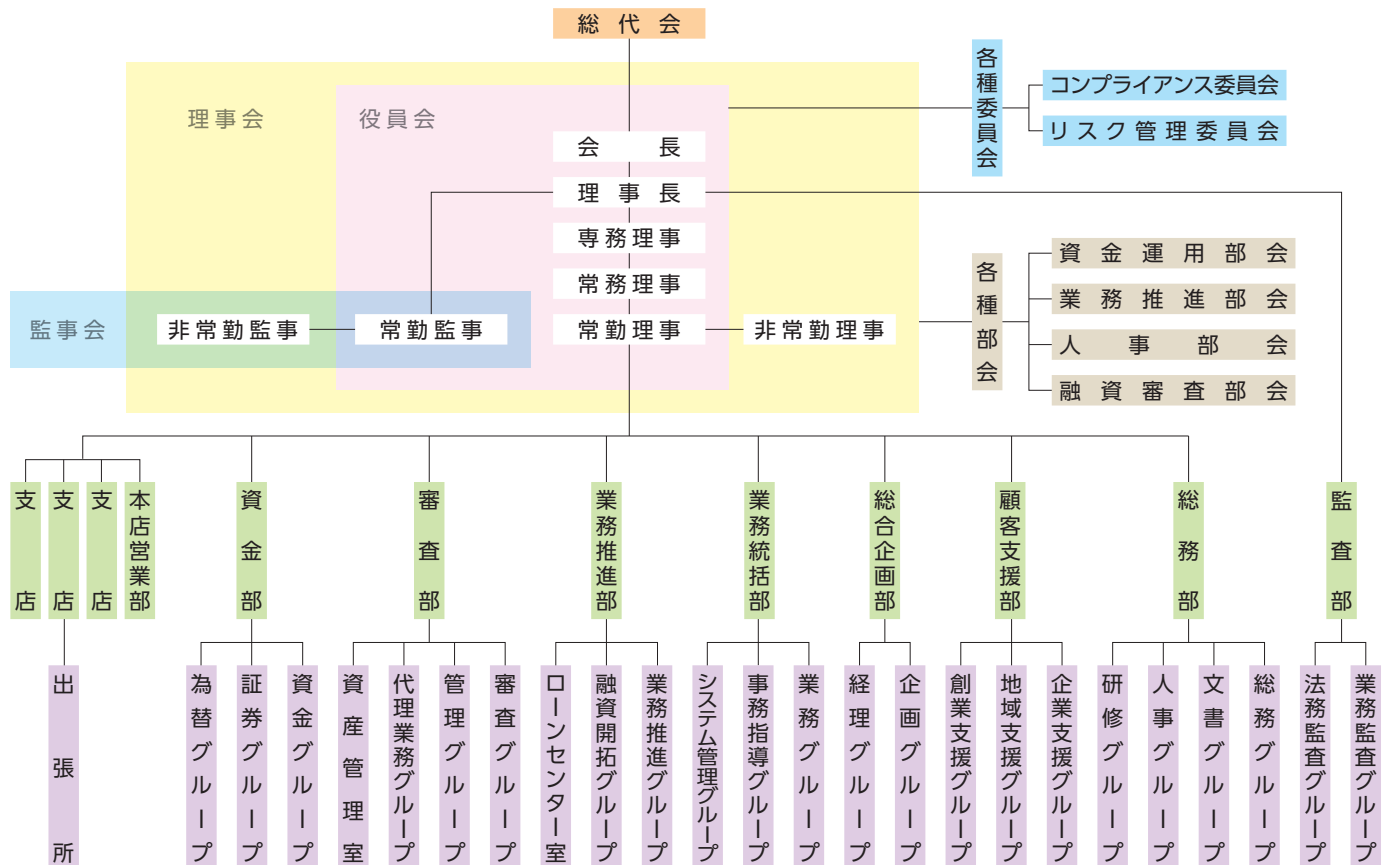 総代会
各種委員会
コンプライアンス委員会
リスク管理委員会
理事会
役員会
会長
理事長
専務理事
常務理事
監事会
非常勤監事
常勤監事
常勤理事
非常勤理事
各種部会
資金運用部会
業務推進部会
人事部会
融資審査部会
支店
支店
支店
本店営業部
資金部
審査部
業務推進部
業務統括部
総合企画部
顧客支援部
総務部
監査部
出張所
為替グループ
証券グループ
資金グループ
資産管理室
代理業務グループ
管理グループ
審査グループ
ローンセンター室
融資開拓グループ
業務推進グループ
システム管理グループ
事務指導グループ
業務グループ
経理グループ
企画グループ
創業支援グループ
地域支援グループ
企業支援グループ
研修グループ
人事グループ
文書グループ
総務グループ
法務監査グループ
業務監査グループ